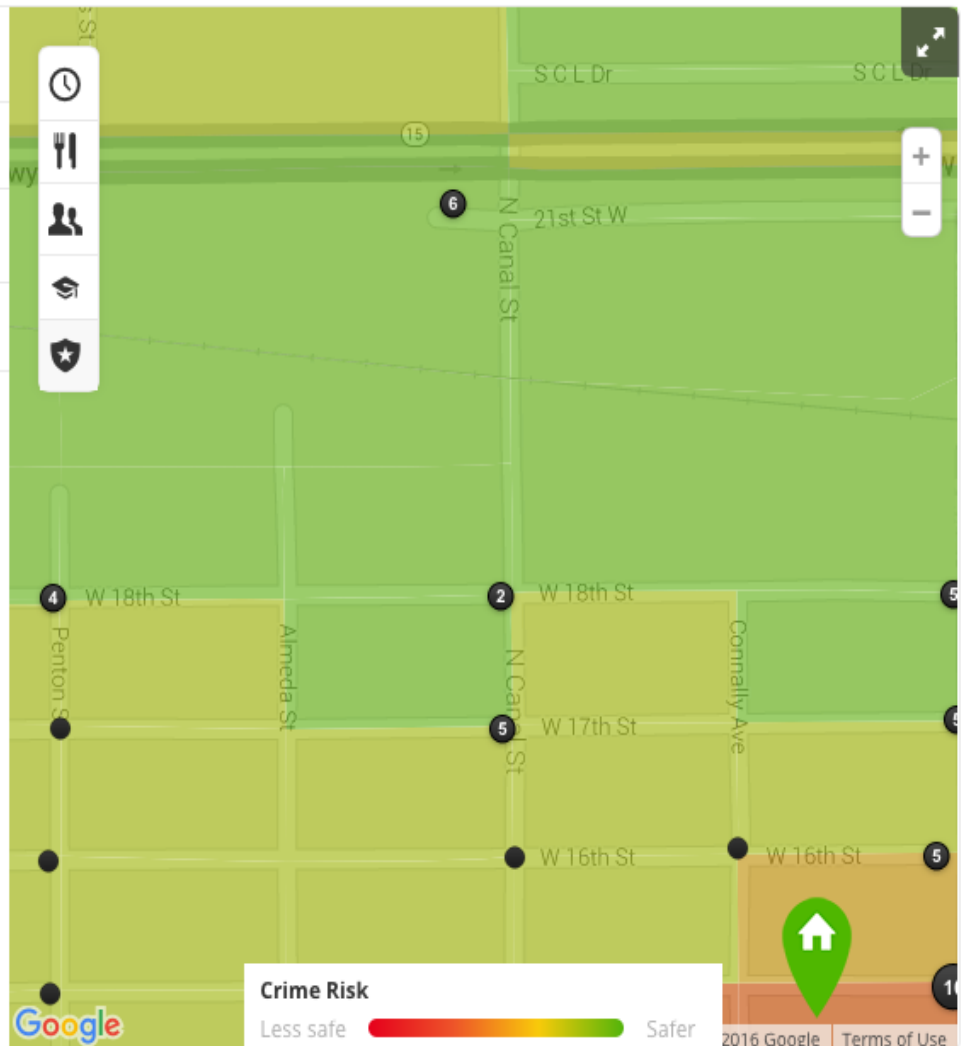 s St
S C L Dr
S C L Dr
15
wy
W
6
N Canal St
21st St W
4
W 18th St
2
W 18th St
5
Penton S
Almeda St
N Canal St
Connally Ave
5
W 17th St
5
W 16th St
W 16th St
5
10
Crime Risk
Less safe
Safer
Google
2016 Google
Terms of Use